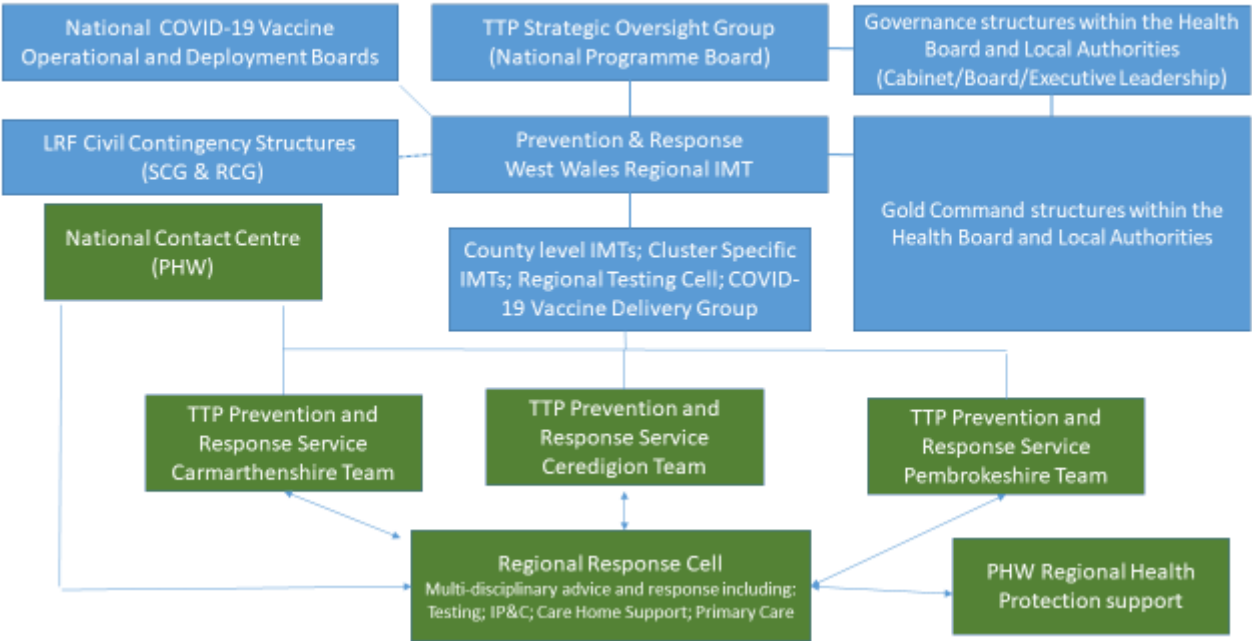 National COVID-19 Vaccine
Operational and Deployment Boards
TTP Strategic Oversight Group
(National Programme Board)
Governance structures within the Health
Board and Local Authorities
(Cabinet/Board/Executive Leadership)
LRF Civil Contingency Structures
(SCG & RCG)
Prevention & Response
West Wales Regional IMT
Gold Command structures within the
Health Board and Local Authorities
National Contact Centre
(PHW)
County level IMTs; Cluster Specific
IMTs; Regional Testing Cell; COVID-
19 Vaccine Delivery Group
TTP Prevention and
Response Service
Carmarthenshire Team
TTP Prevention and
Response Service
Ceredigion Team
TTP Prevention and
Response Service
Pembrokeshire Team
Regional Response Cell
Multi-disciplinary advice and response including:
Testing; IP&C; Care Home Support; Primary Care
PHW Regional Health
Protection support